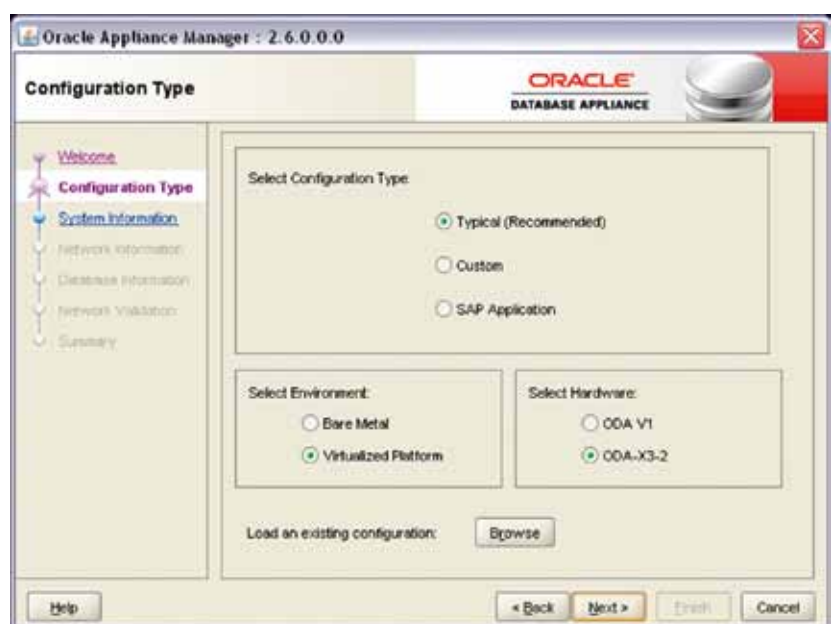 Oracle Appliance Manager : 2.6.0.0.0
Configuration Type
ORACLE
DATABASE APPLIANCE
Welcome
Configuration Type
System Information
Network Information
Database Information
Network Validation
Summary
Select Configuration Type:
Typical (Recommended)
Custom
SAP Application
Select Environment:
Bare Metal
Virtualized Platform
Select Hardware:
ODA V1
ODA-X3-2
Load an existing configuration:
Browse
Help
< Back
Next >
Finish
Cancel